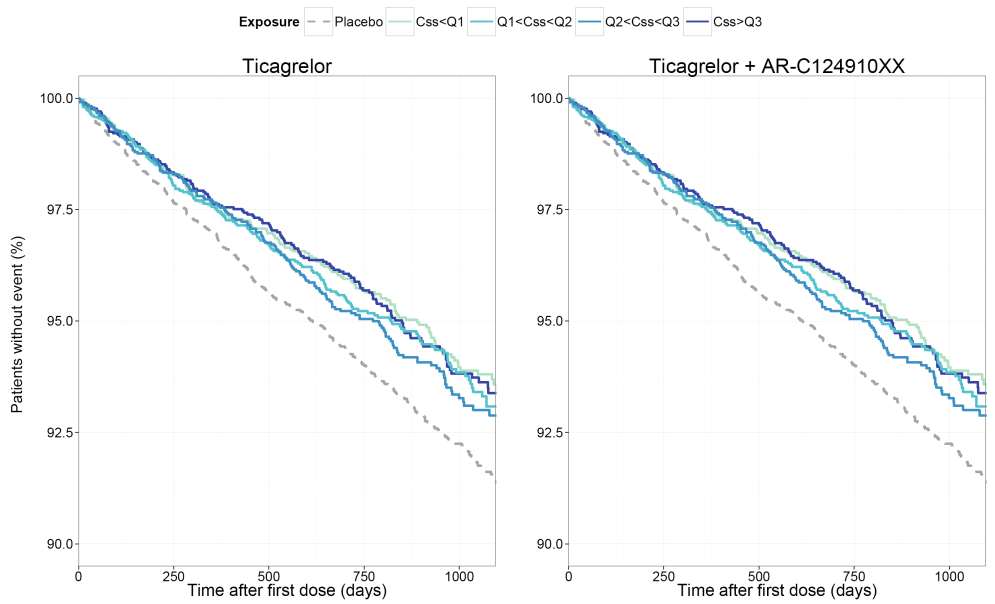 Exposure Placebo Css<Q1 Q1<Css<Q2 Q2<Css<Q3 Css>Q3
Ticagrelor
Ticagrelor + AR-C124910XX
Patients without event (%)
100.0
97.5
95.0
92.5
90.0
0 250 500 750 1000
Time after first dose (days)
100.0
97.5
95.0
92.5
90.0
0 250 500 750 1000
Time after first dose (days)